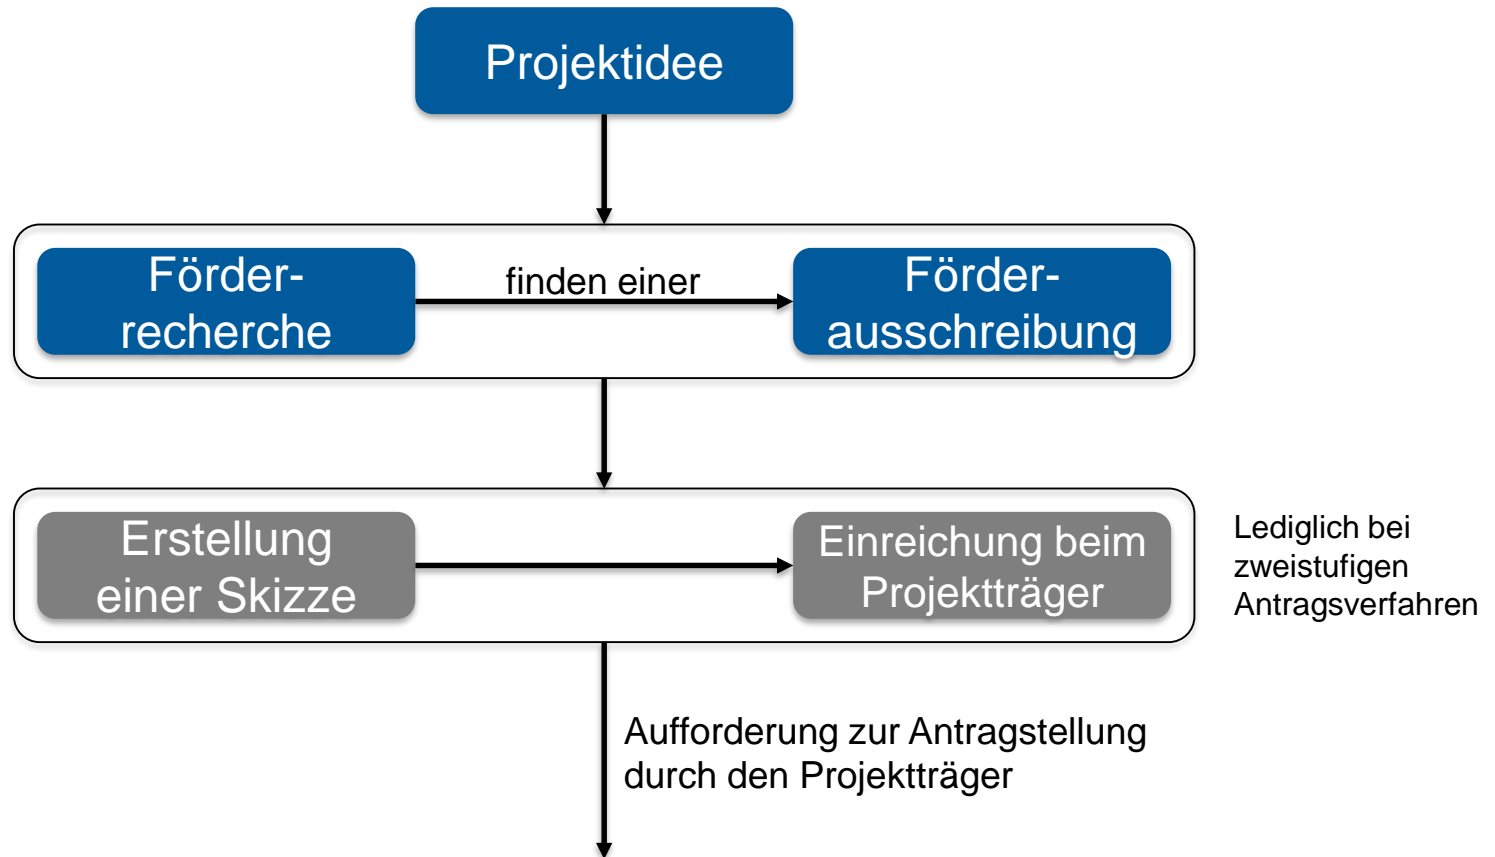 Projektidee
Förder-
recherche
finden einer
Förder-
ausschreibung
Erstellung
einer Skizze
Einreichung beim
Projektträger
Lediglich bei
zweistufigen
Antragsverfahren
Aufforderung zur Antragstellung
durch den Projektträger